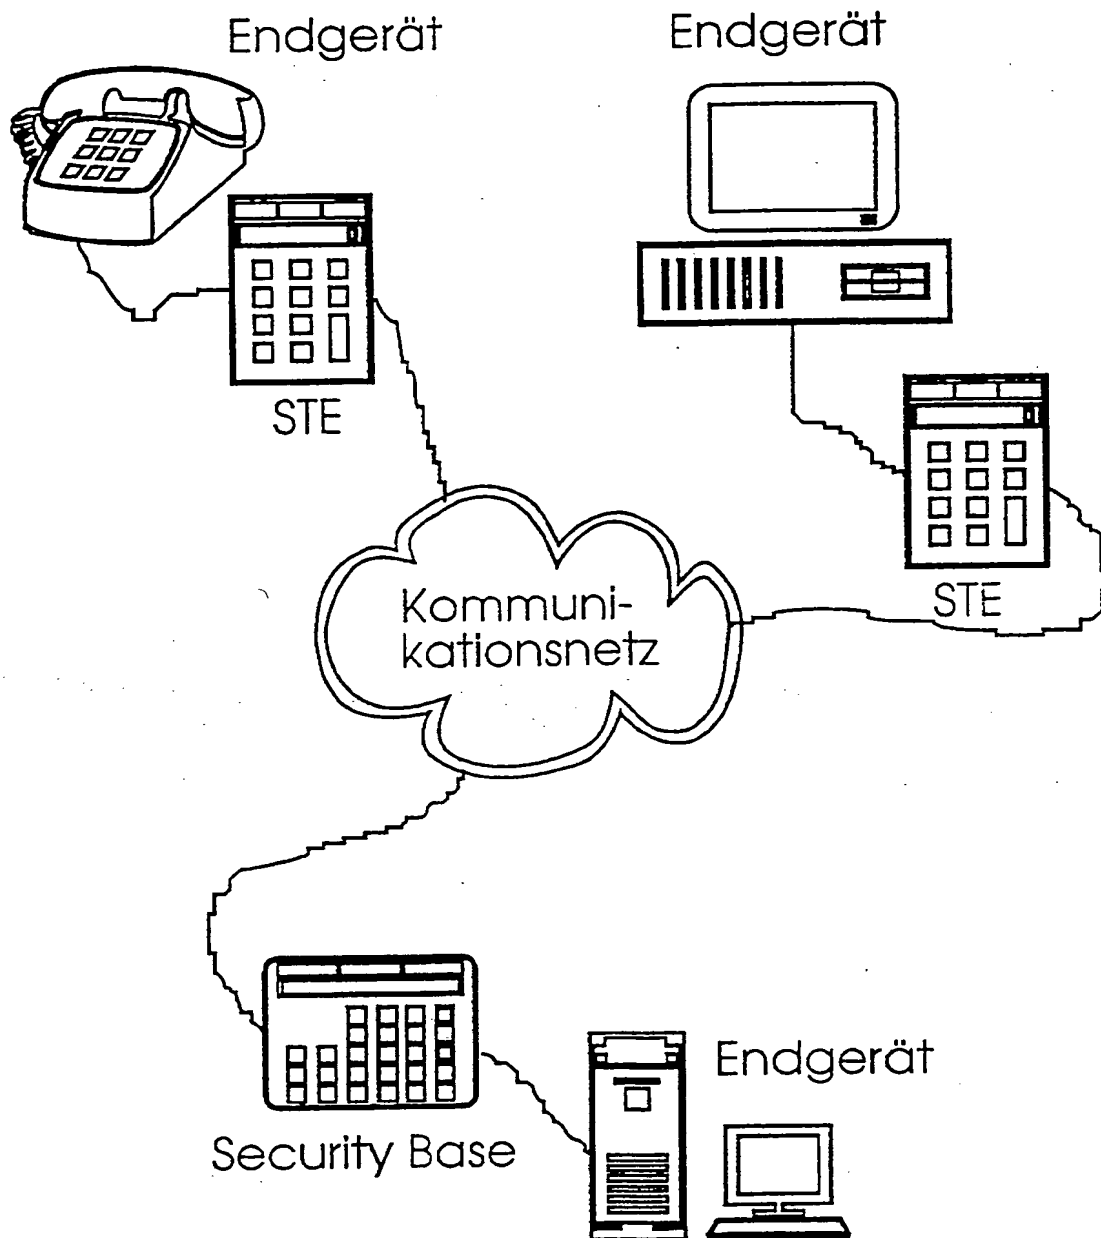 Endgerät
Endgerät
STE
STE
Kommuni-
kationsnetz
Endgerät
Security Base